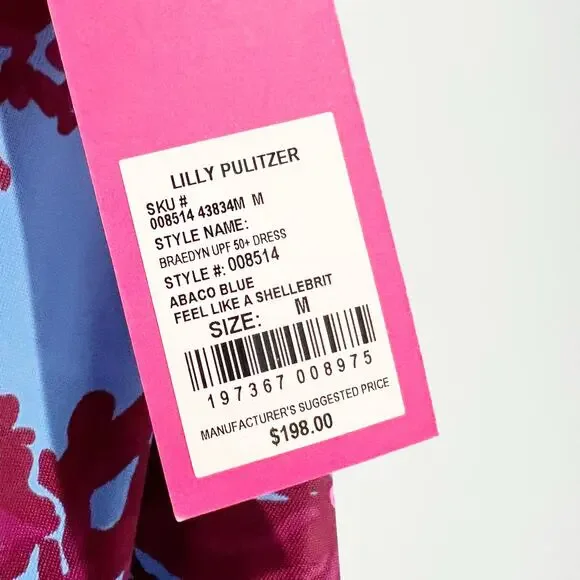 LILLY PULITZER
SKU #
008514 43834M M
STYLE NAME:
BRAEDYN UPF 50+ DRESS
STYLE #: 008514
ABACO BLUE
FEEL LIKE A SHELLEBRIT
SIZE: M
197367 008975
MANUFACTURER'S SUGGESTED PRICE
$198.00